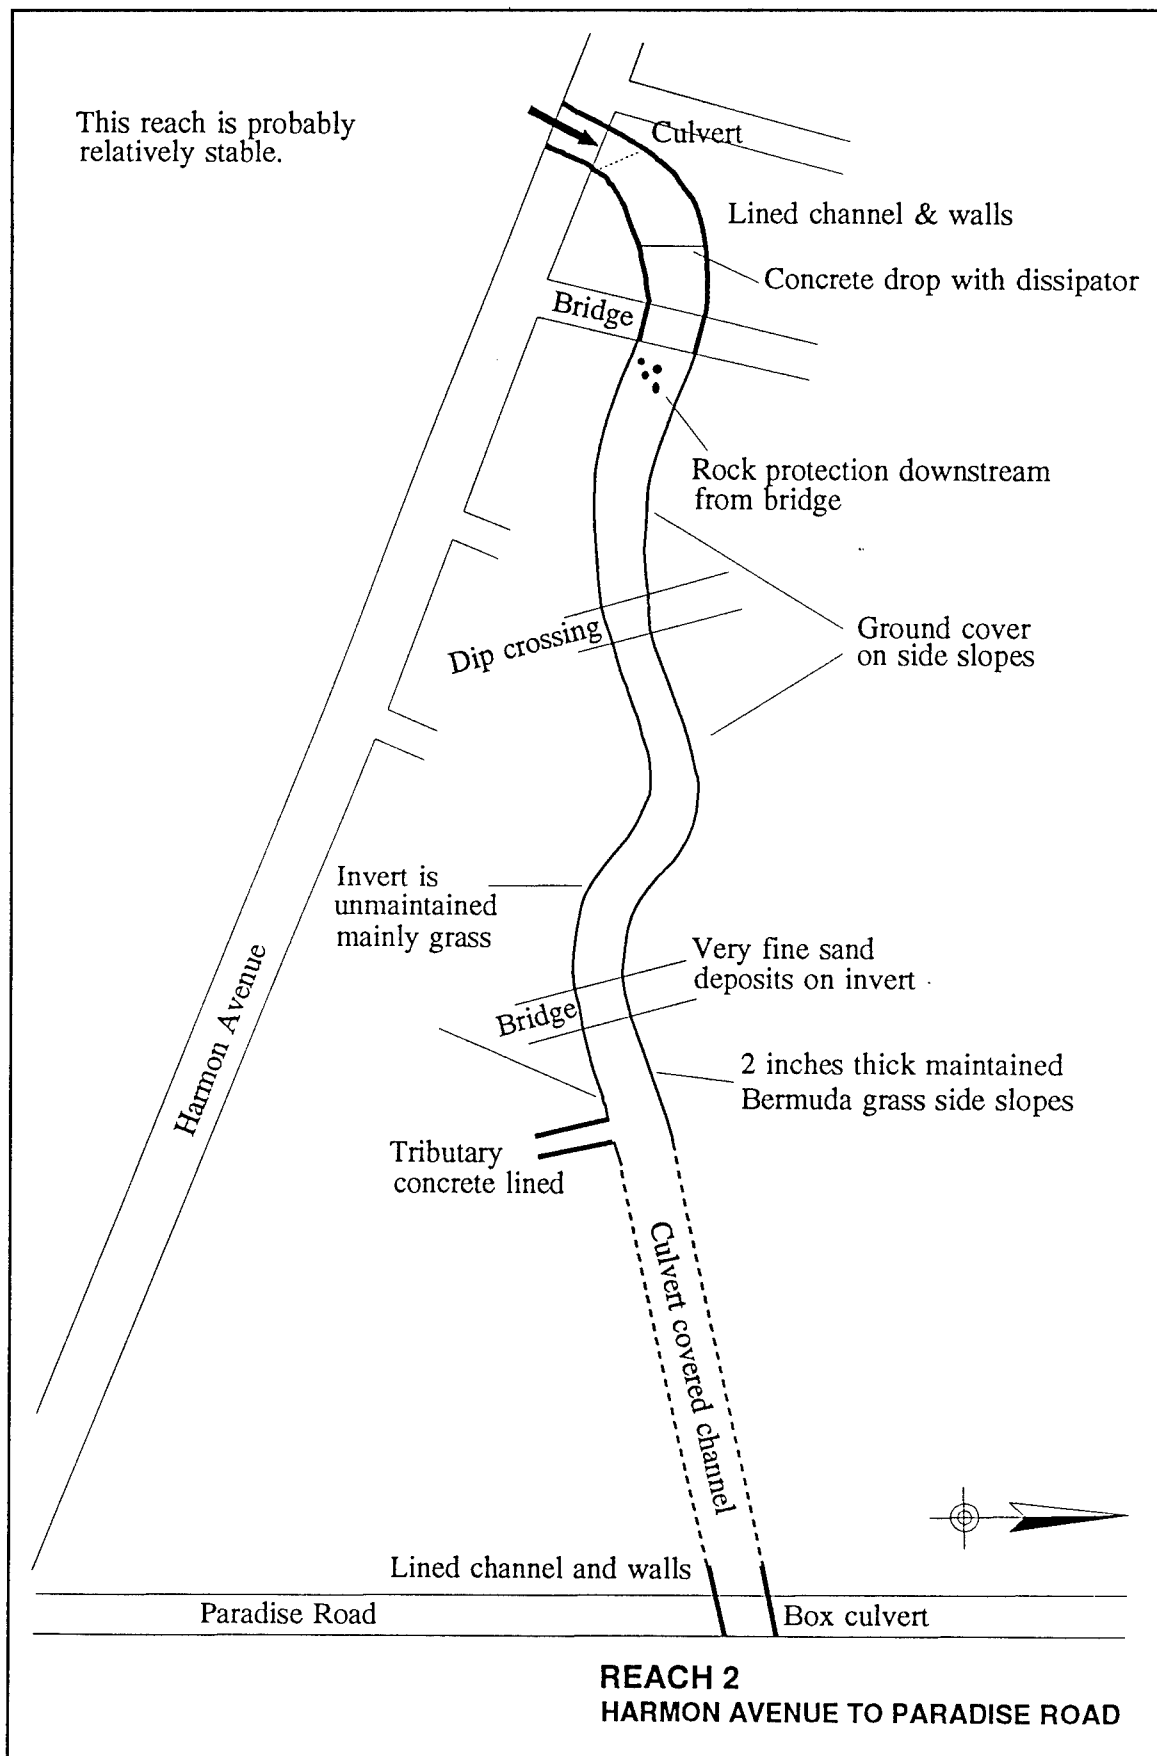 This reach is probably
relatively stable.
Culvert
Lined channel & walls
Concrete drop with dissipator
Bridge
Rock protection downstream
from bridge
Dip crossing
Ground cover
on side slopes
Invert is
unmaintained
mainly grass
Very fine sand
deposits on invert
Harmon Avenue
Bridge
2 inches thick maintained
Bermuda grass side slopes
Tributary
concrete lined
Culvert covered channel
Lined channel and walls
Paradise Road
Box culvert
REACH 2
HARMON AVENUE TO PARADISE ROAD